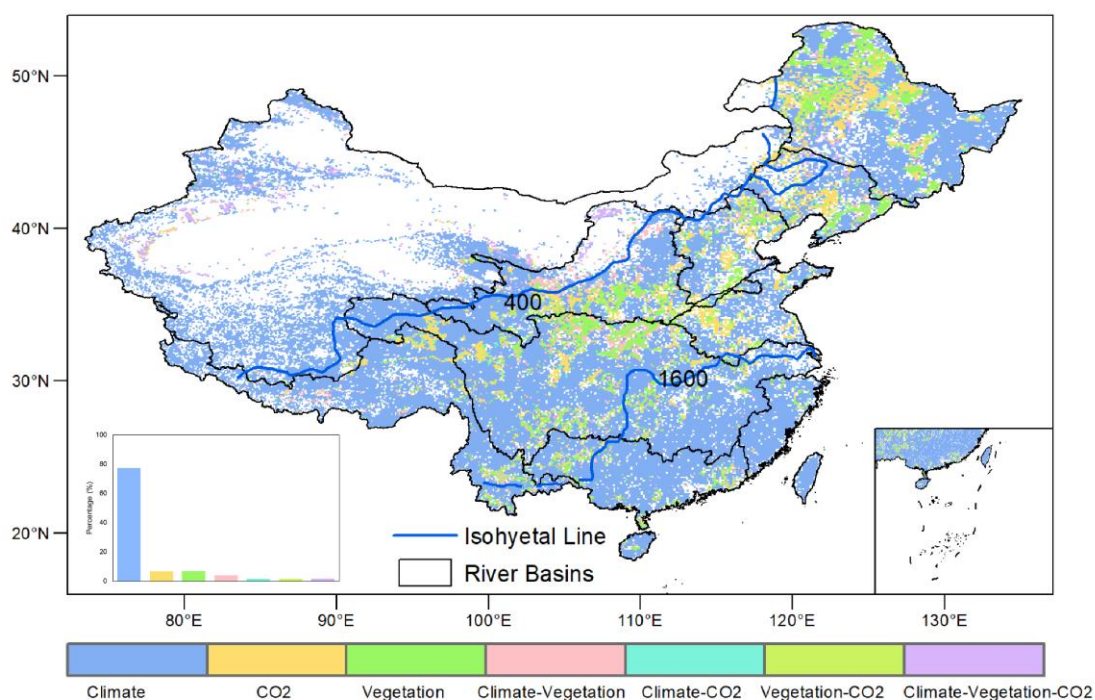 50°N
40°N
30°N
20°N
400
1600
100
80
60
40
20
0
Percentage (%)
Isohyetal Line
River Basins
80°E
90°E
100°E
110°E
120°E
130°E
Climate
CO2
Vegetation
Climate-Vegetation
Climate-CO2
Vegetation-CO2
Climate-Vegetation-CO2